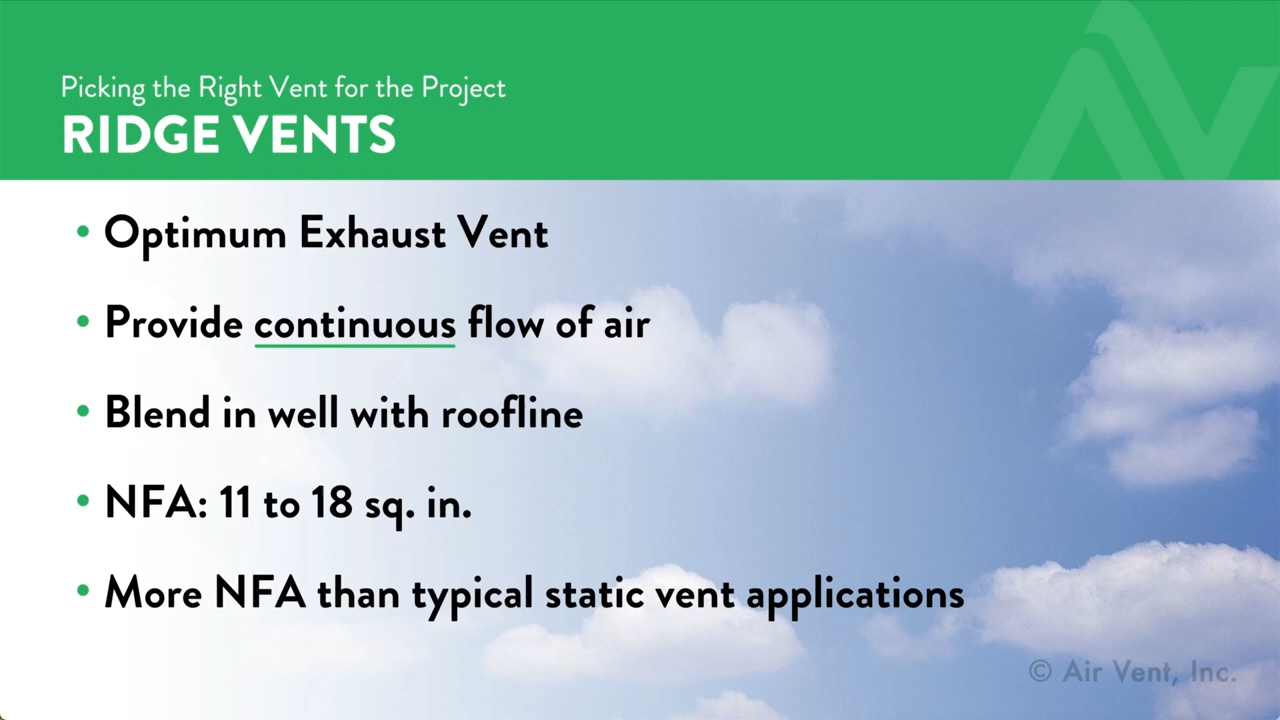 Picking the Right Vent for the Project
RIDGE VENTS
• Optimum Exhaust Vent
• Provide continuous flow of air
• Blend in well with roofline
• NFA: 11 to 18 sq. in.
• More NFA than typical static vent applications
© Air Vent, Inc.